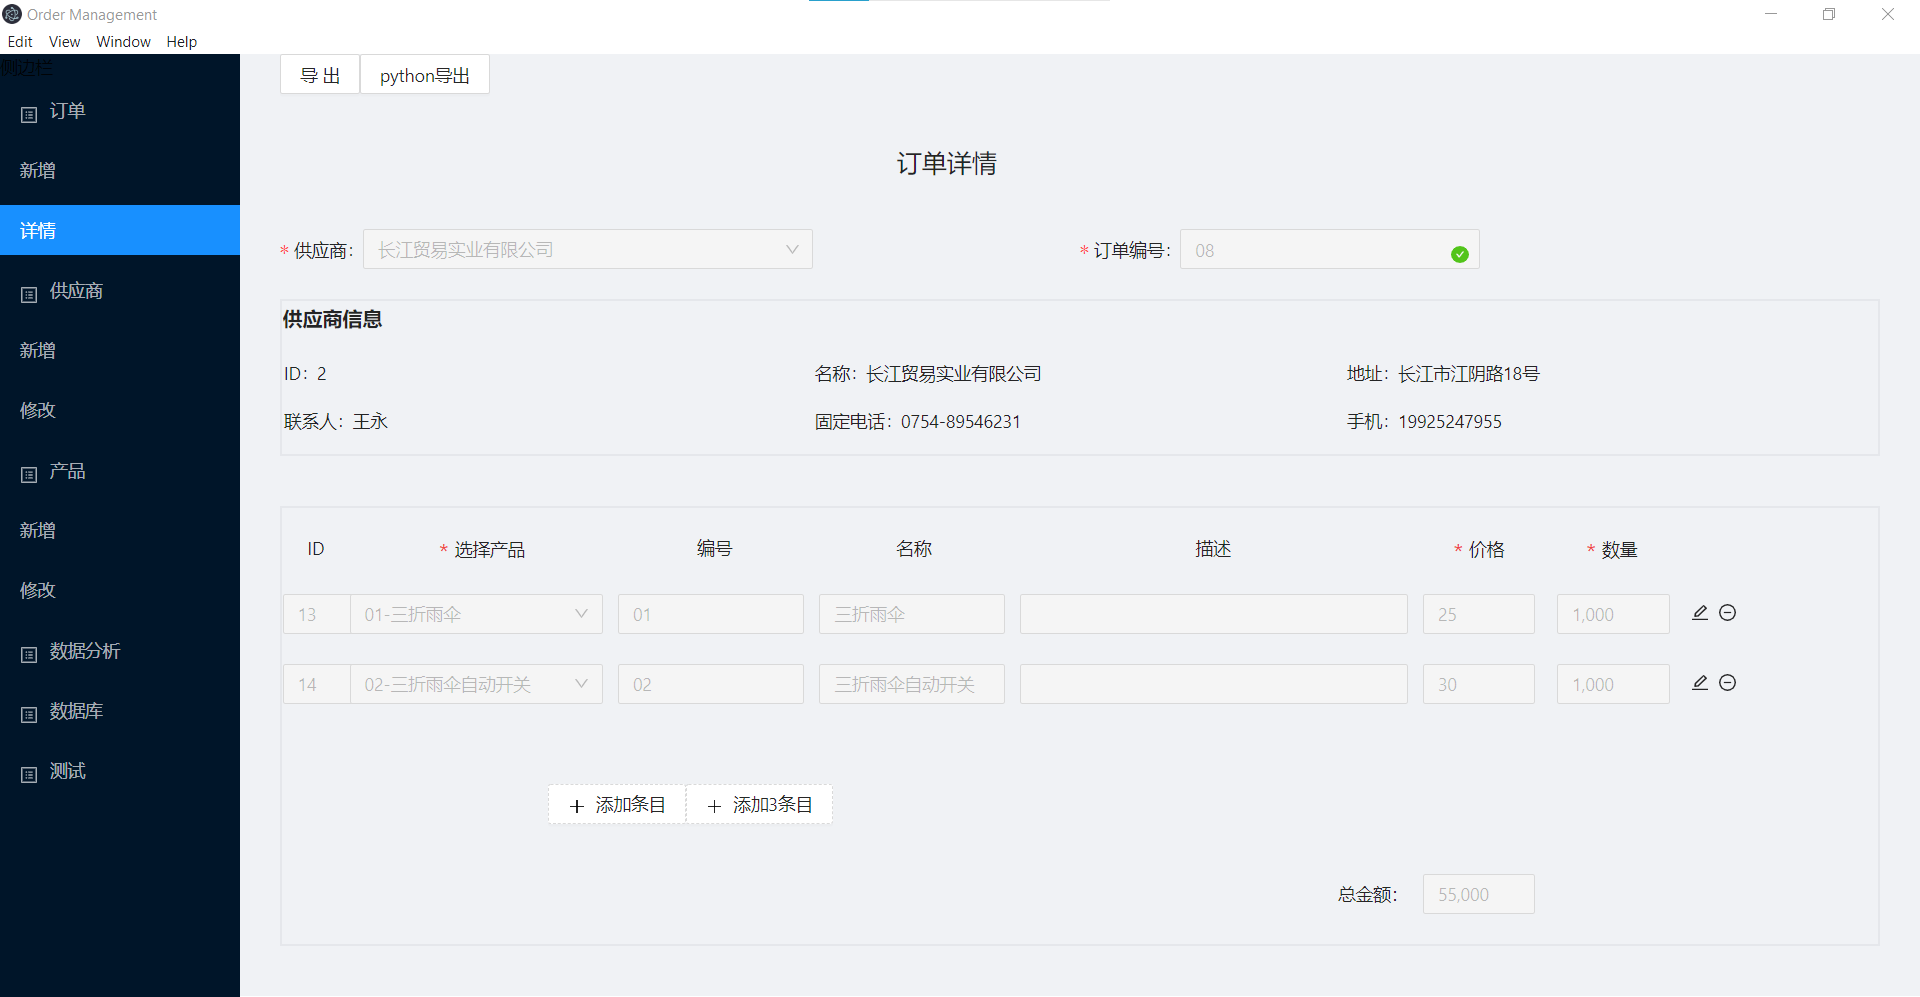 Order Management
Edit View Window Help
侧边栏
订单
新增
详情
供应商
新增
修改
产品
新增
修改
数据分析
数据库
测试
导 出 python导出
订单详情
* 供应商： 长江贸易实业有限公司 * 订单编号： 08
供应商信息
ID：2 名称：长江贸易实业有限公司 地址：长江市江阴路18号
联系人：王永 固定电话：0754-89546231 手机：19925247955
ID * 选择产品 编号 名称 描述 * 价格 * 数量
13 01-三折雨伞 01 三折雨伞 25 1,000
14 02-三折雨伞自动开关 02 三折雨伞自动开关 30 1,000
+ 添加条目 + 添加3条目
总金额： 55,000